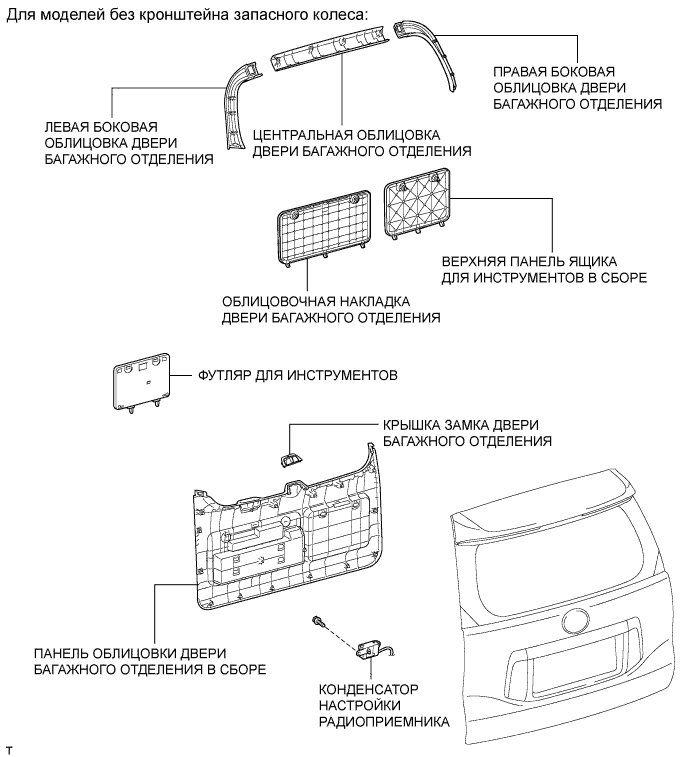 Для моделей без кронштейна запасного колеса:
ПРАВАЯ БОКОВАЯ
ОБЛИЦОВКА ДВЕРИ
БАГАЖНОГО ОТДЕЛЕНИЯ
ЛЕВАЯ БОКОВАЯ
ОБЛИЦОВКА ДВЕРИ
БАГАЖНОГО ОТДЕЛЕНИЯ
ЦЕНТРАЛЬНАЯ ОБЛИЦОВКА
ДВЕРИ БАГАЖНОГО ОТДЕЛЕНИЯ
ВЕРХНЯЯ ПАНЕЛЬ ЯЩИКА
ДЛЯ ИНСТРУМЕНТОВ В СБОРЕ
ОБЛИЦОВОЧНАЯ НАКЛАДКА
ДВЕРИ БАГАЖНОГО ОТДЕЛЕНИЯ
ФУТЛЯР ДЛЯ ИНСТРУМЕНТОВ
КРЫШКА ЗАМКА ДВЕРИ
БАГАЖНОГО ОТДЕЛЕНИЯ
ПАНЕЛЬ ОБЛИЦОВКИ ДВЕРИ
БАГАЖНОГО ОТДЕЛЕНИЯ В СБОРЕ
КОНДЕНСАТОР
НАСТРОЙКИ
РАДИОПРИЕМНИКА
T